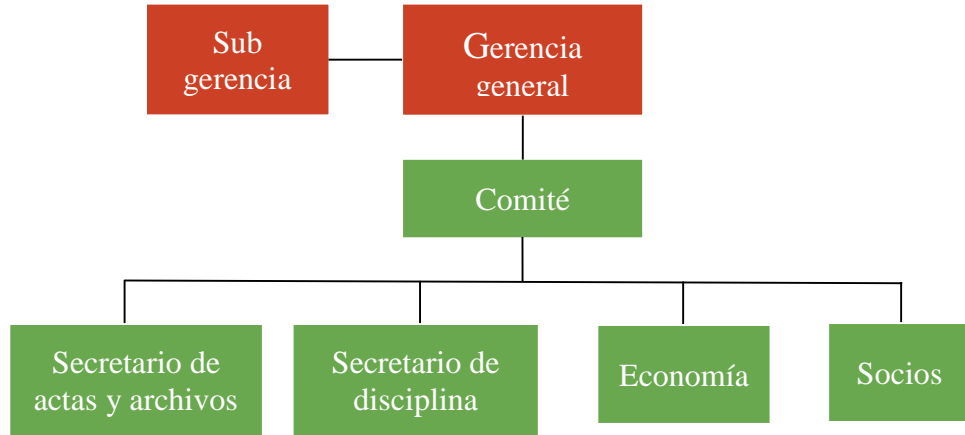 Sub
gerencia
Gerencia
general
Comité
Secretario de
actas y archivos
Secretario de
disciplina
Economía
Socios